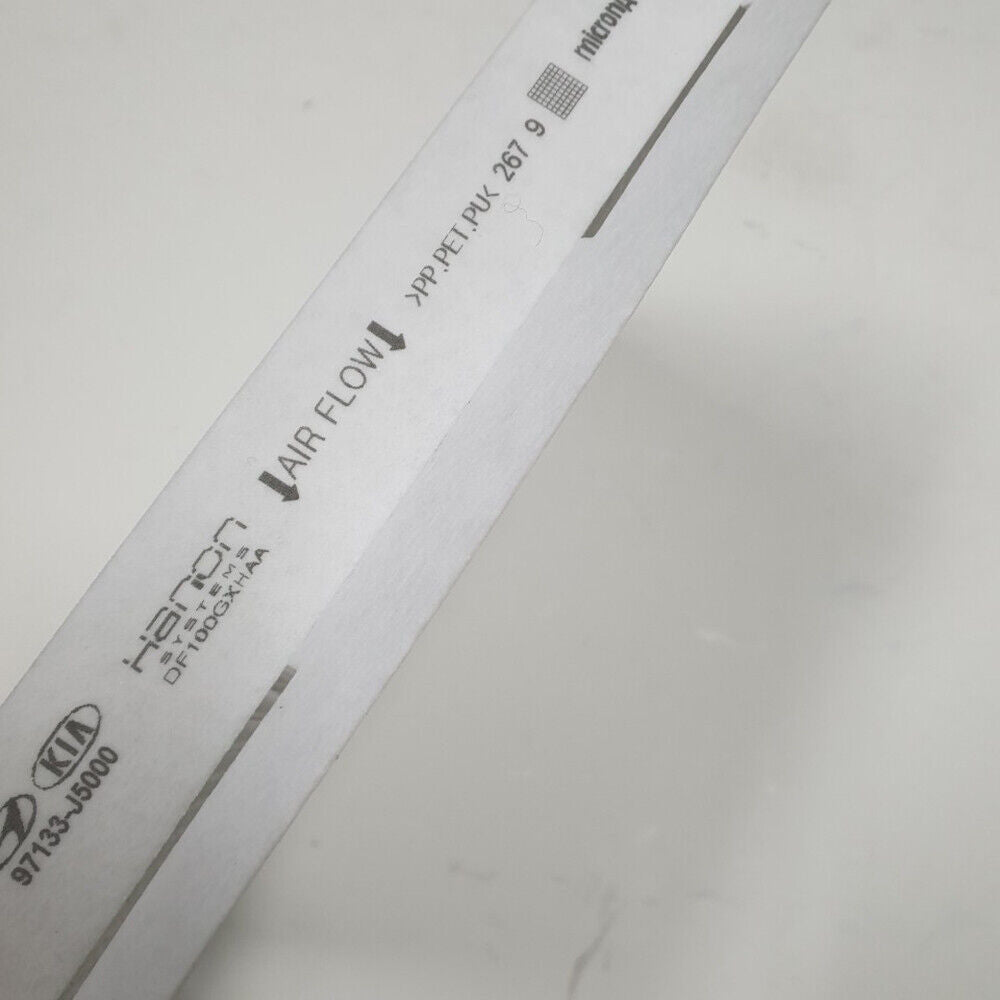 KIA
97133-J5000
Hanon
SYSTEMS
DF100GXHAA
AIR FLOW
>PP.PET.PU< 267 9